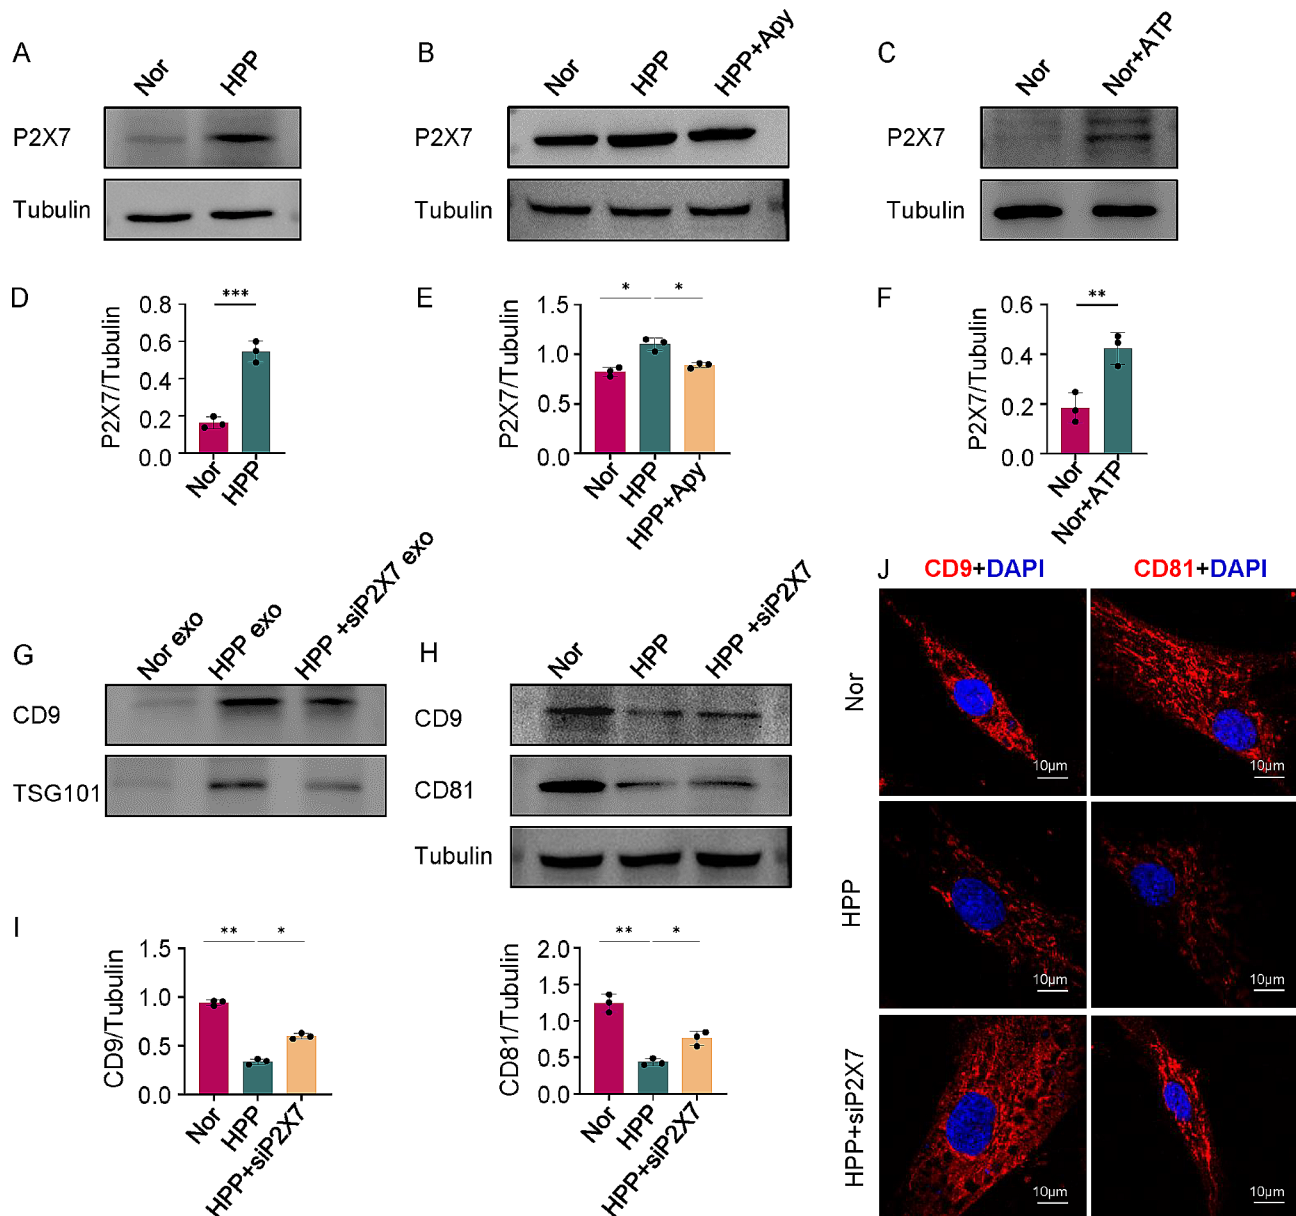 A
Nor
HPP
P2X7
Tubulin
B
Nor
HPP
HPP+Apy
P2X7
Tubulin
C
Nor
Nor+ATP
P2X7
Tubulin
D
***
P2X7/Tubulin
0.8
0.6
0.4
0.2
0.0
Nor
HPP
E
* *
P2X7/Tubulin
1.5
1.0
0.5
0.0
Nor
HPP
HPP+Apy
F
**
P2X7/Tubulin
0.6
0.4
0.2
0.0
Nor
Nor+ATP
G
Nor exo
HPP exo
HPP +siP2X7 exo
CD9
TSG101
H
Nor
HPP
HPP +siP2X7
CD9
CD81
Tubulin
I
** *
CD9/Tubulin
1.5
1.0
0.5
0.0
Nor
HPP
HPP+siP2X7
** *
CD81/Tubulin
2.0
1.5
1.0
0.5
0.0
Nor
HPP
HPP+siP2X7
J
CD9+DAPI
CD81+DAPI
Nor
10μm
10μm
HPP
10μm
10μm
HPP+siP2X7
10μm
10μm